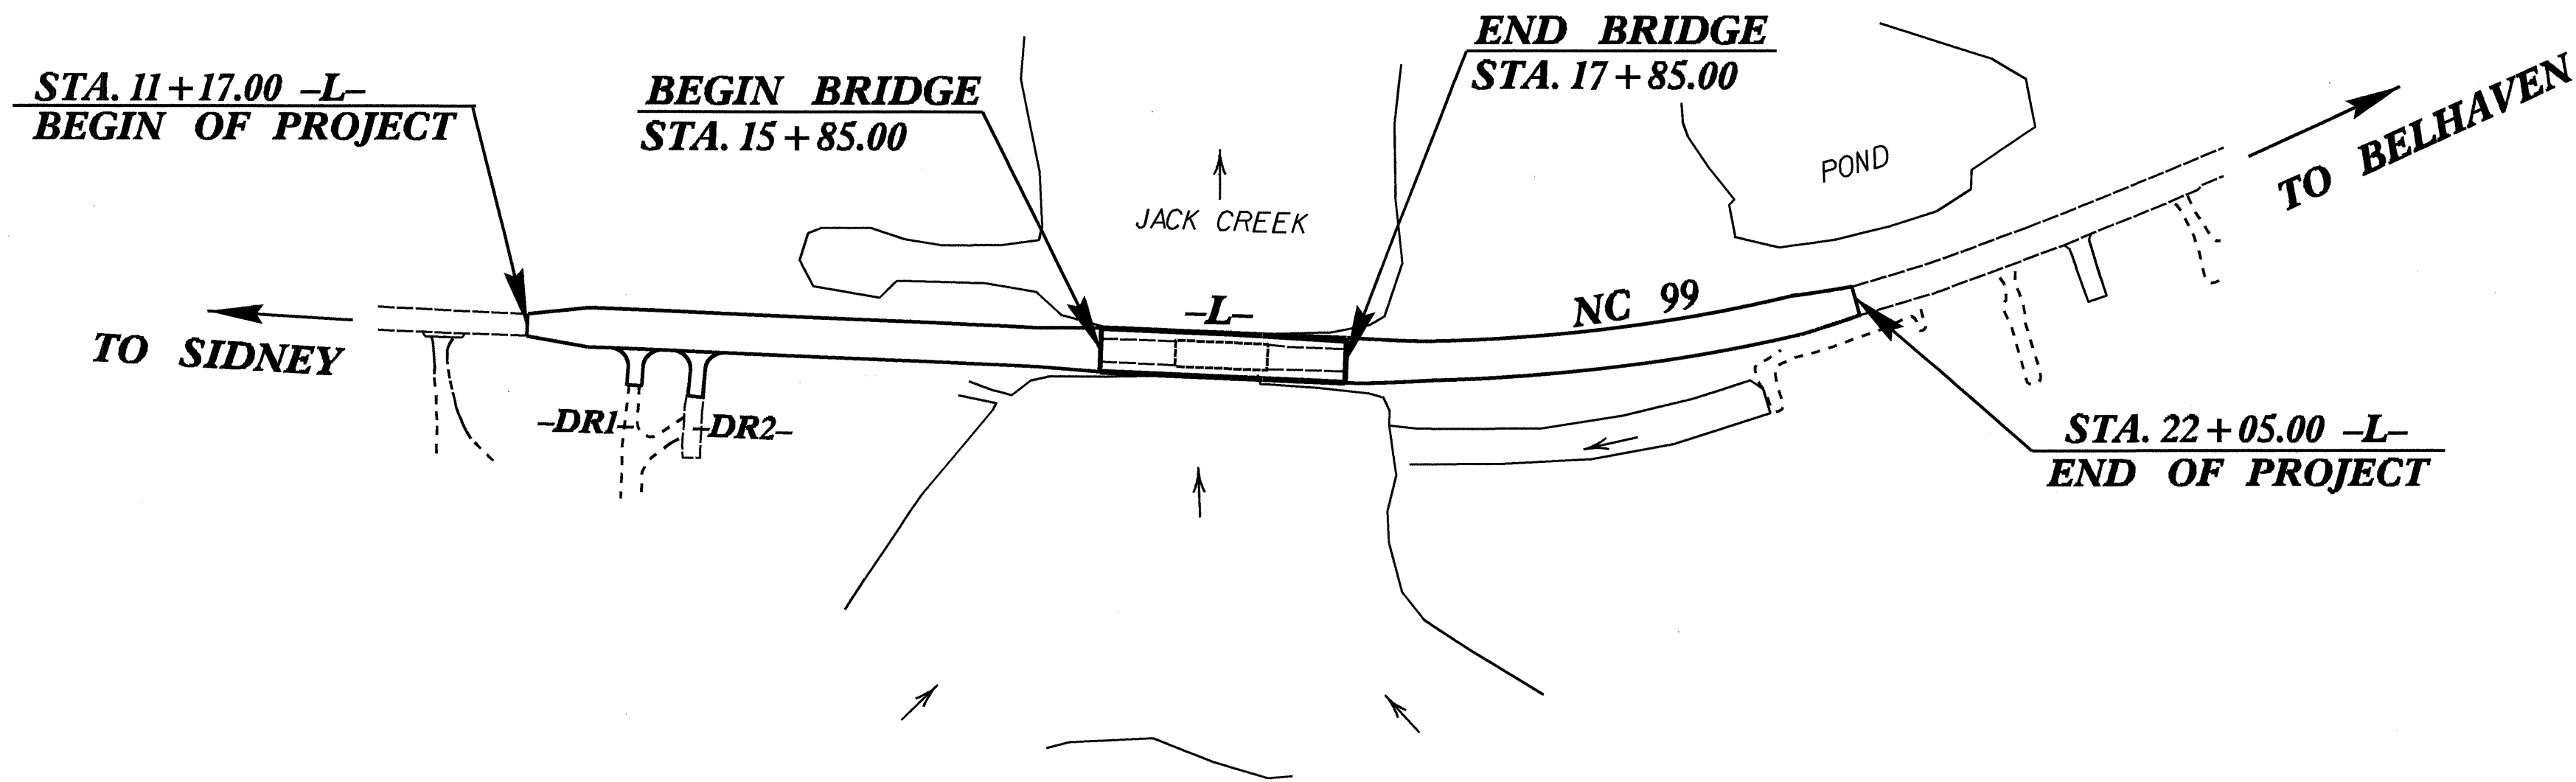 STA. 11+17.00 –L–
BEGIN OF PROJECT
BEGIN BRIDGE
STA. 15+85.00
END BRIDGE
STA. 17+85.00
TO BELHAVEN
POND
JACK CREEK
–L–
NC 99
TO SIDNEY
–DR1–
–DR2–
STA. 22+05.00 –L–
END OF PROJECT